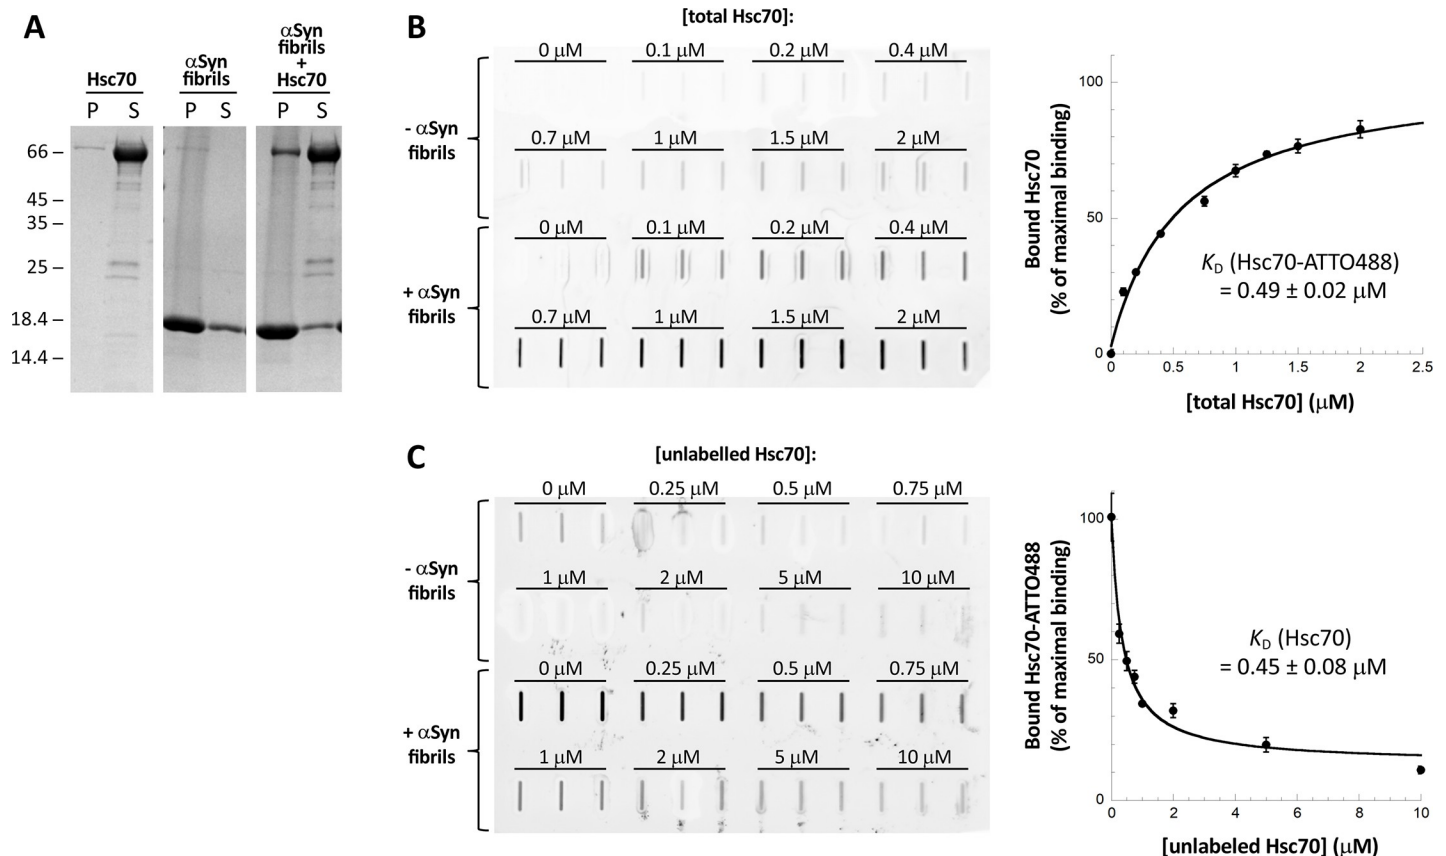 A
Hsc70
αSyn
fibrils
αSyn
fibrils
+
Hsc70
P S
P S
P S
66 –
45 –
35 –
25 –
18.4 –
14.4 –
B
[total Hsc70]:
0 μM 0.1 μM 0.2 μM 0.4 μM
- αSyn
fibrils
0.7 μM 1 μM 1.5 μM 2 μM
0 μM 0.1 μM 0.2 μM 0.4 μM
+ αSyn
fibrils
0.7 μM 1 μM 1.5 μM 2 μM
Bound Hsc70
(% of maximal binding)
100
50
0
K_D (Hsc70-ATTO488)
= 0.49 ± 0.02 μM
0 0.5 1 1.5 2 2.5
[total Hsc70] (μM)
C
[unlabelled Hsc70]:
0 μM 0.25 μM 0.5 μM 0.75 μM
- αSyn
fibrils
1 μM 2 μM 5 μM 10 μM
0 μM 0.25 μM 0.5 μM 0.75 μM
+ αSyn
fibrils
1 μM 2 μM 5 μM 10 μM
Bound Hsc70-ATTO488
(% of maximal binding)
100
50
0
K_D (Hsc70)
= 0.45 ± 0.08 μM
0 2 4 6 8 10
[unlabeled Hsc70] (μM)